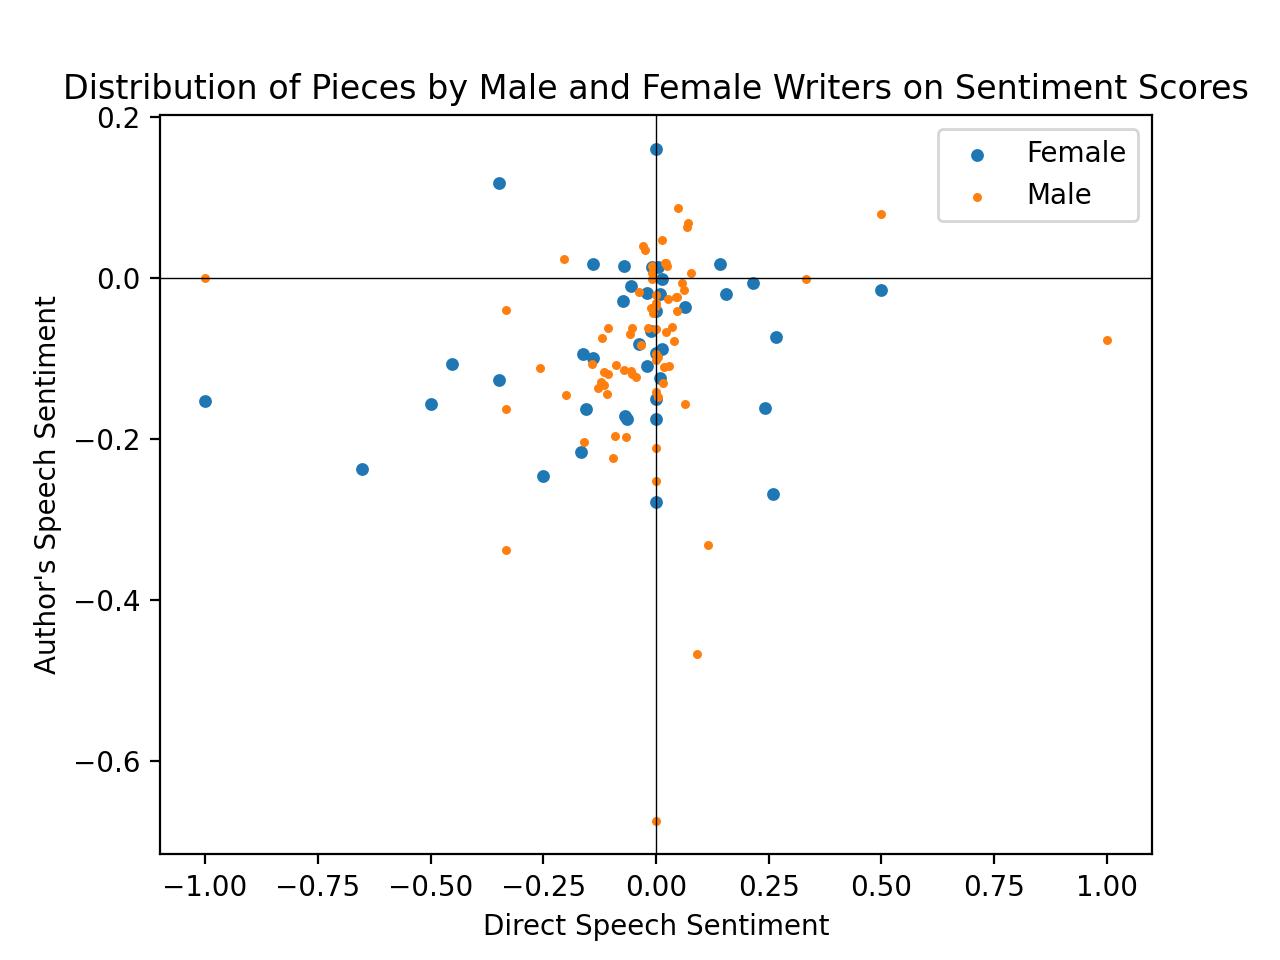 Distribution of Pieces by Male and Female Writers on Sentiment Scores
0.2
0.0
−0.2
−0.4
−0.6
Author's Speech Sentiment
Female
Male
−1.00 −0.75 −0.50 −0.25 0.00 0.25 0.50 0.75 1.00
Direct Speech Sentiment